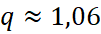 q ≈ 1,06